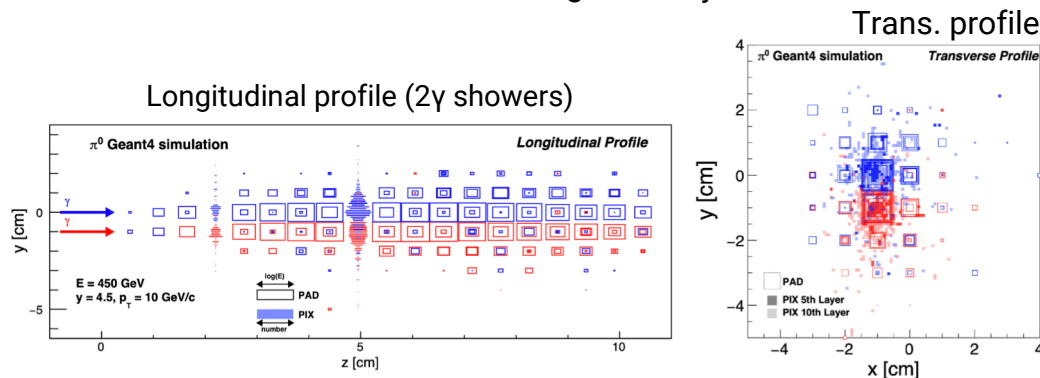 Trans. profile
Longitudinal profile (2γ showers)
π⁰ Geant4 simulation
Longitudinal Profile
y [cm]
0
−5
γ
γ
E = 450 GeV
y = 4.5, p_T = 10 GeV/c
log(E)
PAD
PIX
number
0
5
10
z [cm]
π⁰ Geant4 simulation
Transverse Profile
y [cm]
4
2
0
−2
−4
PAD
PIX 5th Layer
PIX 10th Layer
−4
−2
0
2
4
x [cm]